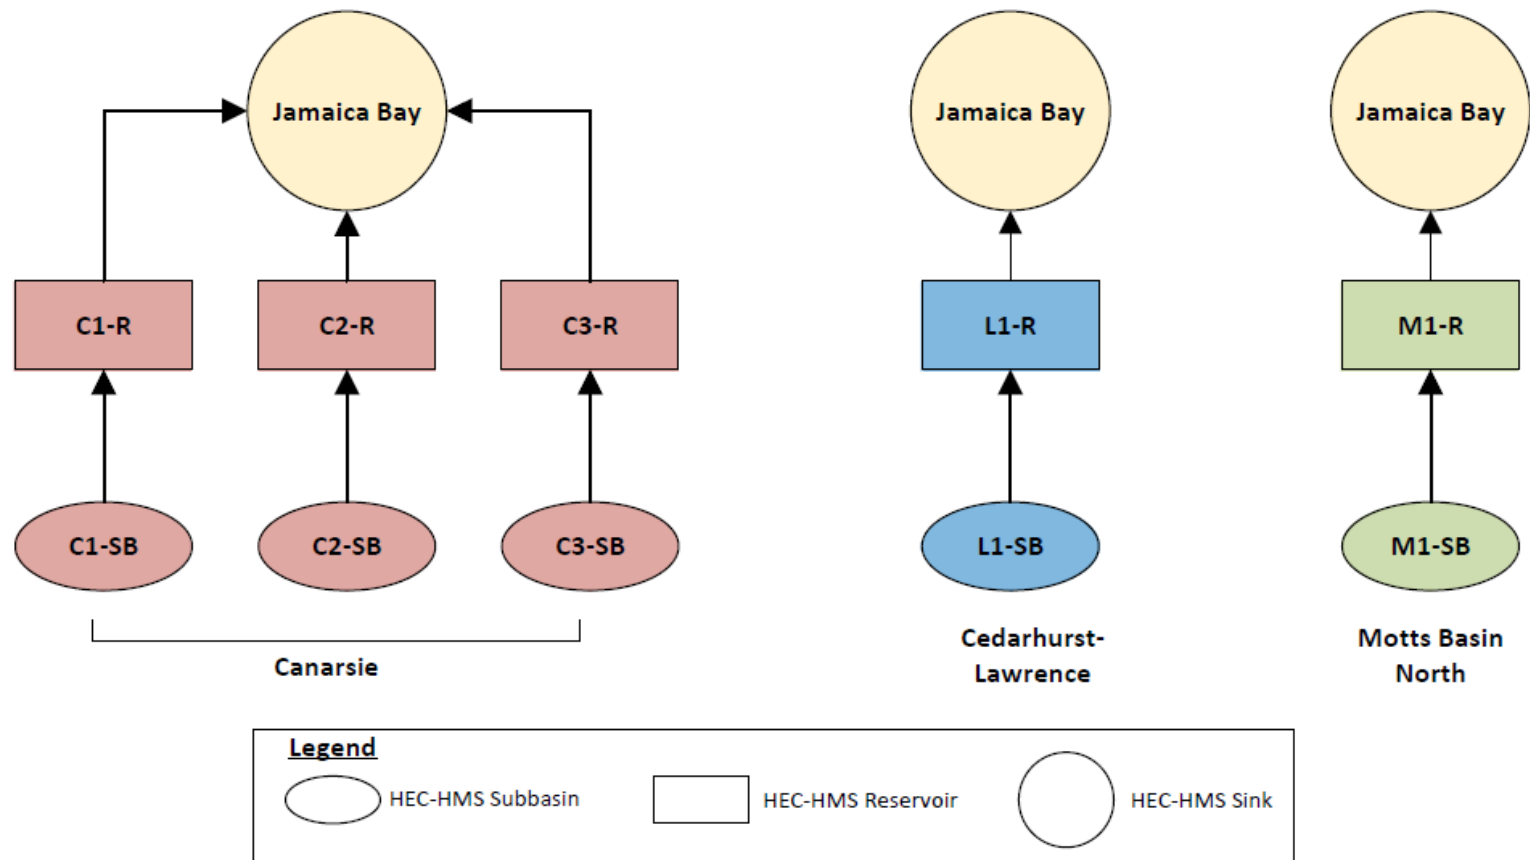 Jamaica Bay
Jamaica Bay
Jamaica Bay
C1-R
C2-R
C3-R
L1-R
M1-R
C1-SB
C2-SB
C3-SB
L1-SB
M1-SB
Canarsie
Cedarhurst-
Lawrence
Motts Basin
North
Legend
HEC-HMS Subbasin
HEC-HMS Reservoir
HEC-HMS Sink